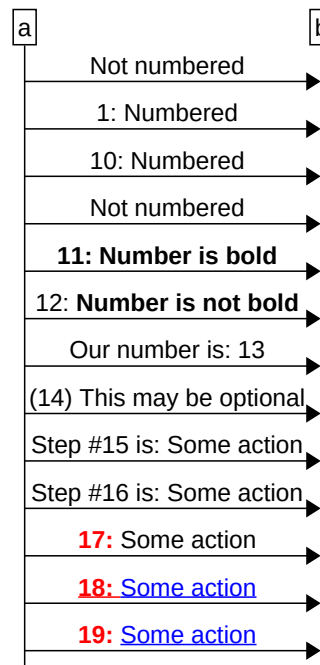 a b
Not numbered
1: Numbered
10: Numbered
Not numbered
11: Number is bold
12: Number is not bold
Our number is: 13
(14) This may be optional
Step #15 is: Some action
Step #16 is: Some action
17: Some action
18: Some action
19: Some action